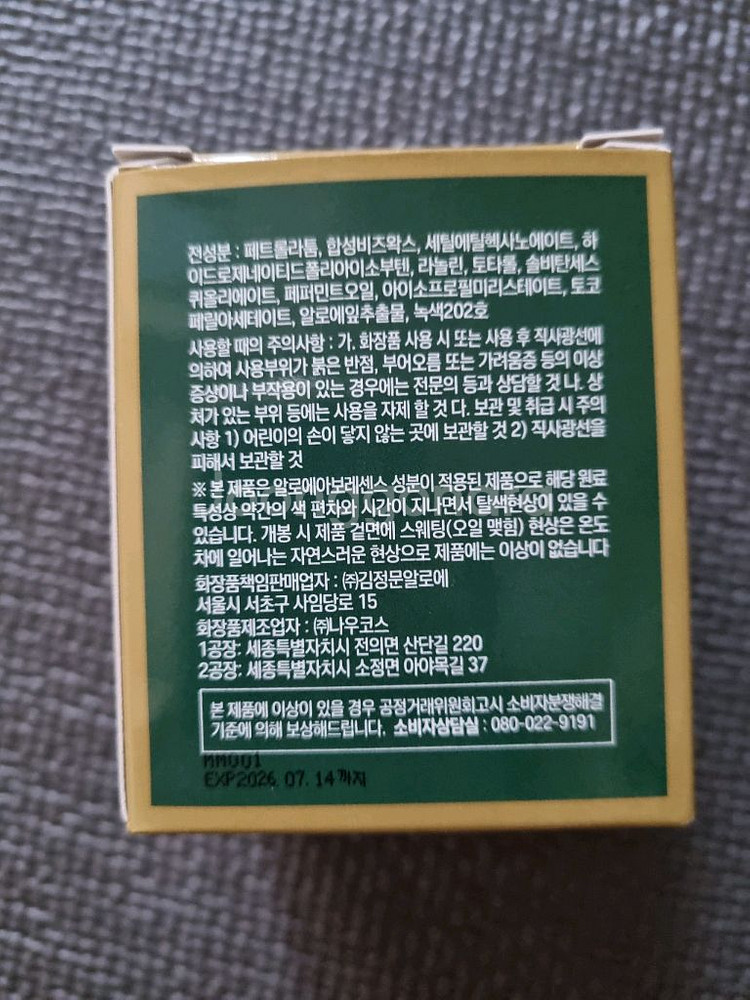 전성분 : 페트롤라툼, 합성비즈왁스, 세틸에틸헥사노에이트, 하
이드로제네이티드폴리아이소부텐, 라놀린, 토타롤, 솔비탄세스
퀴올리에이트, 페퍼민트오일, 아이소프로필미리스테이트, 토코
페릴아세테이트, 알로에잎추출물, 녹색202호
사용할 때의 주의사항 : 가. 화장품 사용 시 또는 사용 후 직사광선에
의하여 사용부위가 붉은 반점, 부어오름 또는 가려움증 등의 이상
증상이나 부작용이 있는 경우에는 전문의 등과 상담할 것 나. 상
처가 있는 부위 등에는 사용을 자제 할 것 다. 보관 및 취급 시 주의
사항 1) 어린이의 손이 닿지 않는 곳에 보관할 것 2) 직사광선을
피해서 보관할 것
※ 본 제품은 알로에아보레센스 성분이 적용된 제품으로 해당 원료
특성상 약간의 색 편차와 시간이 지나면서 탈색현상이 있을 수
있습니다. 개봉 시 제품 겉면에 스웨팅(오일 맺힘) 현상은 온도
차에 일어나는 자연스러운 현상으로 제품에는 이상이 없습니다
화장품책임판매업자 : ㈜김정문알로에
서울시 서초구 사임당로 15
화장품제조업자 : ㈜나우코스
1공장: 세종특별자치시 전의면 산단길 220
2공장: 세종특별자치시 소정면 아야목길 37
본 제품에 이상이 있을 경우 공정거래위원회고시 소비자분쟁해결
기준에 의해 보상해드립니다. 소비자상담실 : 080-022-9191
MM001
EXP2026. 07. 14까지